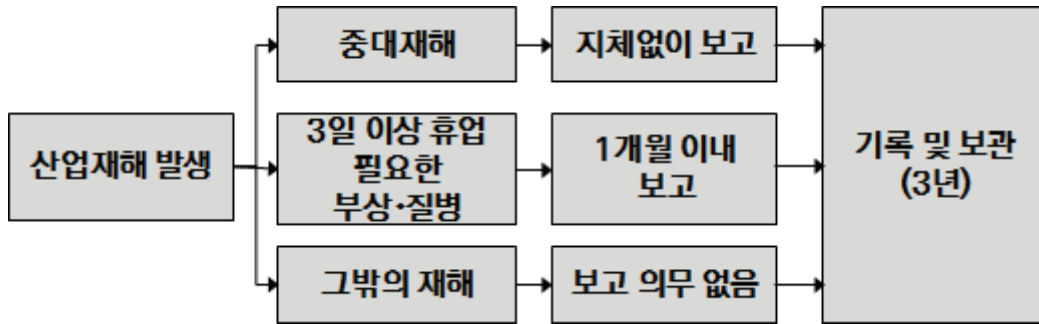 산업재해 발생
중대재해
지체없이 보고
3일 이상 휴업
필요한
부상·질병
1개월 이내
보고
그밖의 재해
보고 의무 없음
기록 및 보관
(3년)